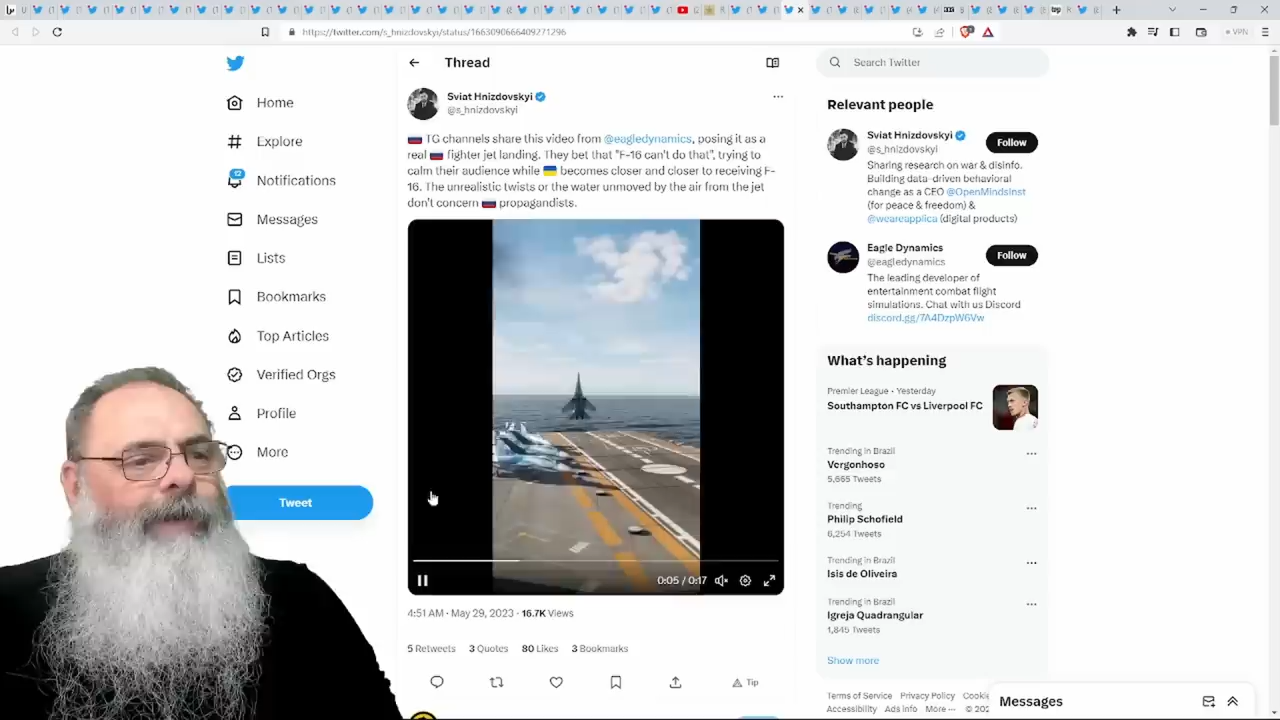 https://twitter.com/s_hnizdovskyi/status/1663090666409271296
VPN
Home
Explore
12
Notifications
Messages
Lists
Bookmarks
Top Articles
Verified Orgs
Profile
More
Tweet
Thread
Sviat Hnizdovskyi
@s_hnizdovskyi
🇷🇺 TG channels share this video from @eagledynamics, posing it as a
real 🇷🇺 fighter jet landing. They bet that "F-16 can't do that", trying to
calm their audience while 🇺🇦 becomes closer and closer to receiving F-
16. The unrealistic twists or the water unmoved by the air from the jet
don't concern 🇷🇺 propagandists.
0:05 / 0:17
4:51 AM · May 29, 2023 · 16.7K Views
5 Retweets 3 Quotes 80 Likes 3 Bookmarks
Tip
Search Twitter
Relevant people
Sviat Hnizdovskyi
@s_hnizdovskyi
Follow
Sharing research on war & disinfo.
Building data-driven behavioral
change as a CEO @OpenMindsInst
(for peace & freedom) &
@weareapplica (digital products)
Eagle Dynamics
@eagledynamics
Follow
The leading developer of
entertainment combat flight
simulations. Chat with us Discord
discord.gg/7A4DzpW6Vw
What's happening
Premier League · Yesterday
Southampton FC vs Liverpool FC
Trending in Brazil
Vergonhoso
5,665 Tweets
Trending
Philip Schofield
6,254 Tweets
Trending in Brazil
Isis de Oliveira
Trending in Brazil
Igreja Quadrangular
1,845 Tweets
Show more
Terms of Service Privacy Policy Cookie
Accessibility Ads info More ··· © 202
Messages